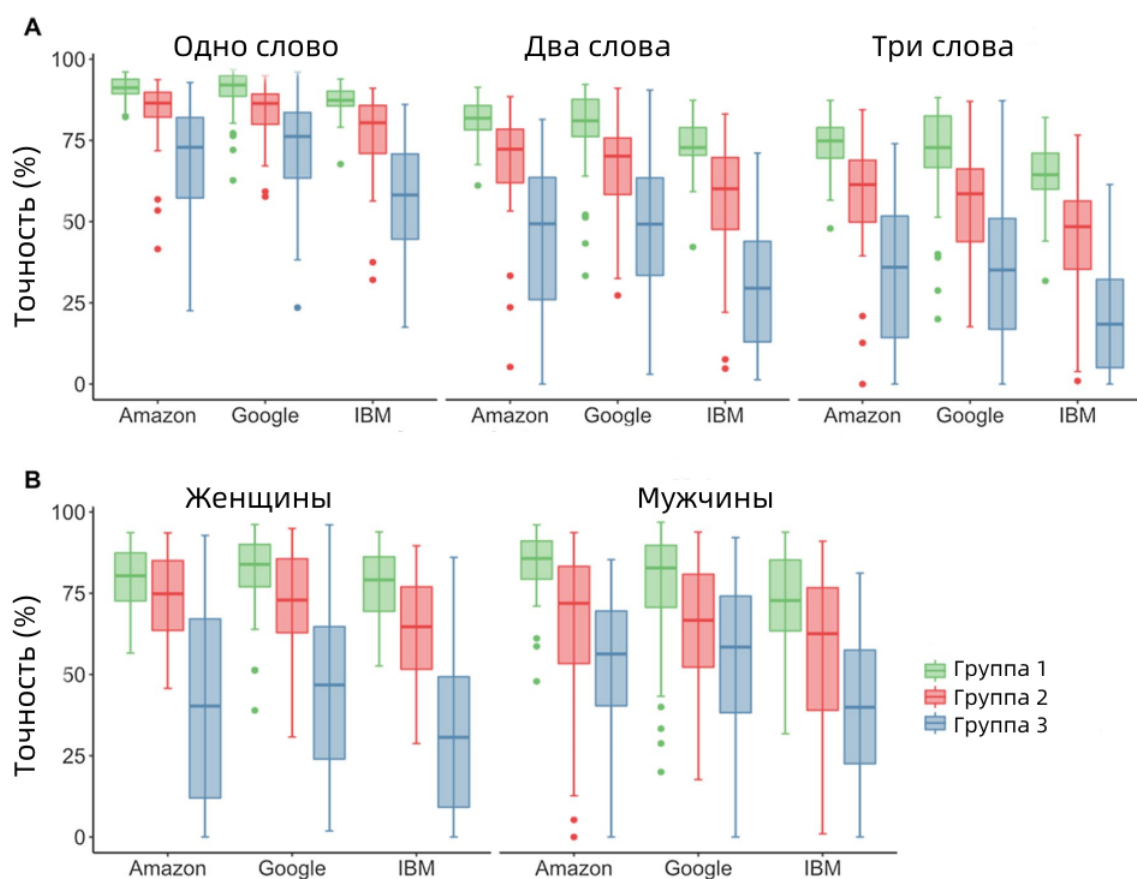 A
Одно слово
Два слова
Три слова
Точность (%)
100
75
50
25
0
Amazon Google IBM
Amazon Google IBM
Amazon Google IBM
B
Женщины
Мужчины
Точность (%)
100
75
50
25
0
Amazon Google IBM
Amazon Google IBM
Группа 1
Группа 2
Группа 3